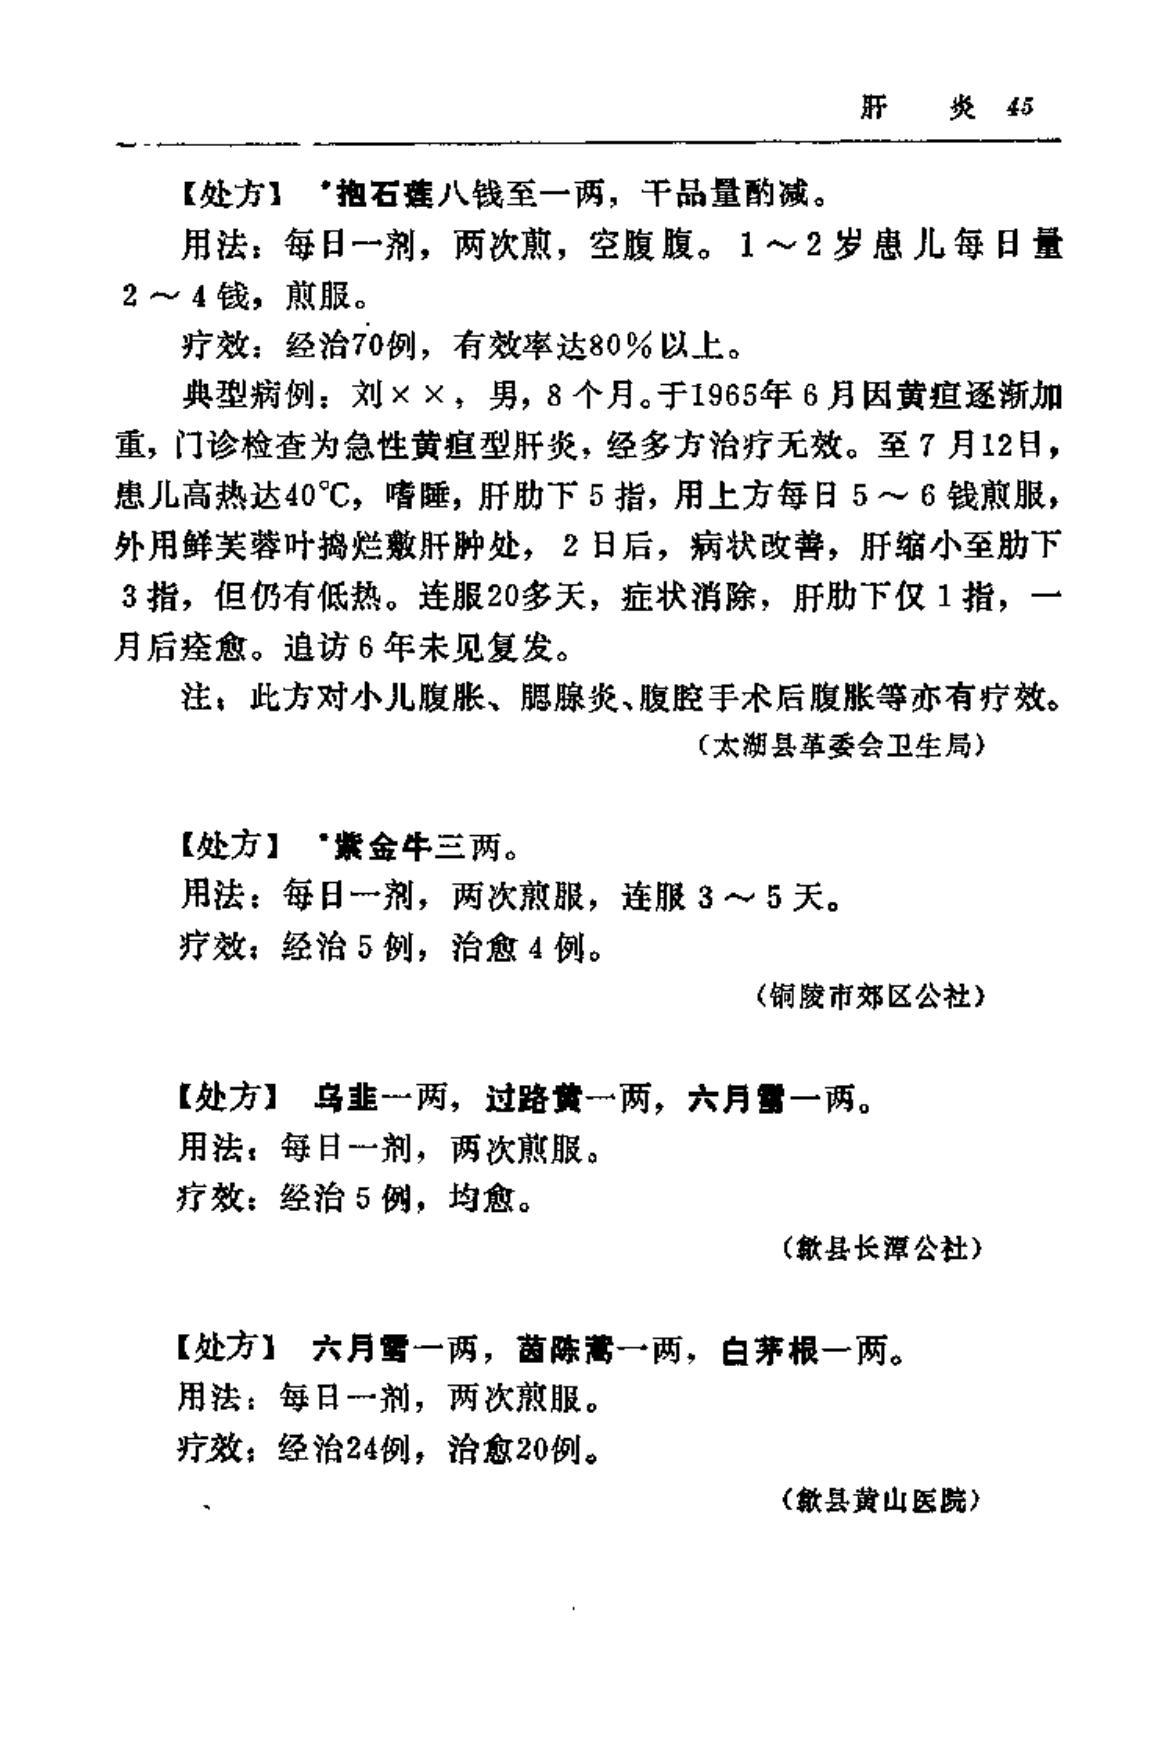 肝 炎 45
【处方】 *抱石莲八钱至一两，干品量酌减。
用法：每日一剂，两次煎，空腹腹。1～2岁患儿每日量
2～4钱，煎服。
疗效：经治70例，有效率达80％以上。
典型病例：刘××，男，8个月。于1965年6月因黄疸逐渐加
重，门诊检查为急性黄疸型肝炎，经多方治疗无效。至7月12日，
患儿高热达40℃，嗜睡，肝肋下5指，用上方每日5～6钱煎服，
外用鲜芙蓉叶捣烂敷肝肿处，2日后，病状改善，肝缩小至肋下
3指，但仍有低热。连服20多天，症状消除，肝肋下仅1指，一
月后痊愈。追访6年未见复发。
注：此方对小儿腹胀、腮腺炎、腹腔手术后腹胀等亦有疗效。
（太湖县革委会卫生局）
【处方】 *紫金牛三两。
用法：每日一剂，两次煎服，连服3～5天。
疗效：经治5例，治愈4例。
（铜陵市郊区公社）
【处方】 乌韭一两，过路黄一两，六月雪一两。
用法：每日一剂，两次煎服。
疗效：经治5例，均愈。
（歙县长潭公社）
【处方】 六月雪一两，茵陈蒿一两，白茅根一两。
用法：每日一剂，两次煎服。
疗效：经治24例，治愈20例。
（歙县黄山医院）